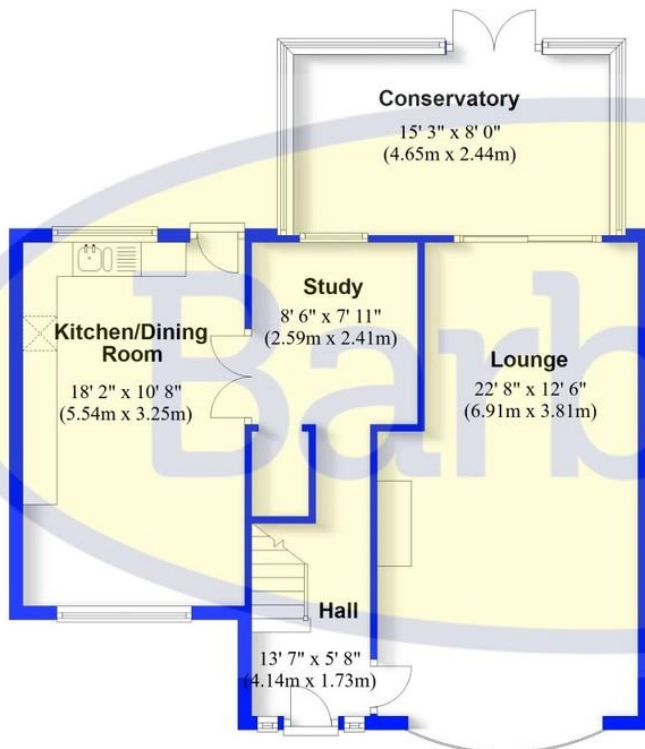 Conservatory
15' 3" x 8' 0"
(4.65m x 2.44m)
Study
8' 6" x 7' 11"
(2.59m x 2.41m)
Kitchen/Dining
Room
18' 2" x 10' 8"
(5.54m x 3.25m)
Lounge
22' 8" x 12' 6"
(6.91m x 3.81m)
Hall
13' 7" x 5' 8"
(4.14m x 1.73m)
Barb